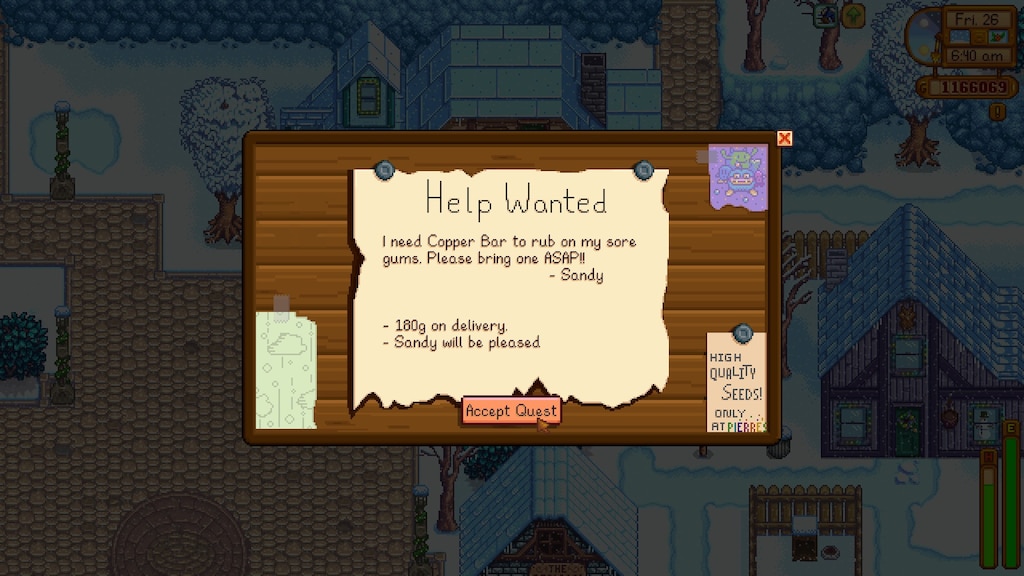 Fri. 26
6:40 am
1166069
Help Wanted
I need Copper Bar to rub on my sore
gums. Please bring one ASAP!!
- Sandy
- 180g on delivery.
- Sandy will be pleased
Accept Quest
HIGH
QUALITY
SEEDS!
ONLY...
AT PIERRE'S
E
THE